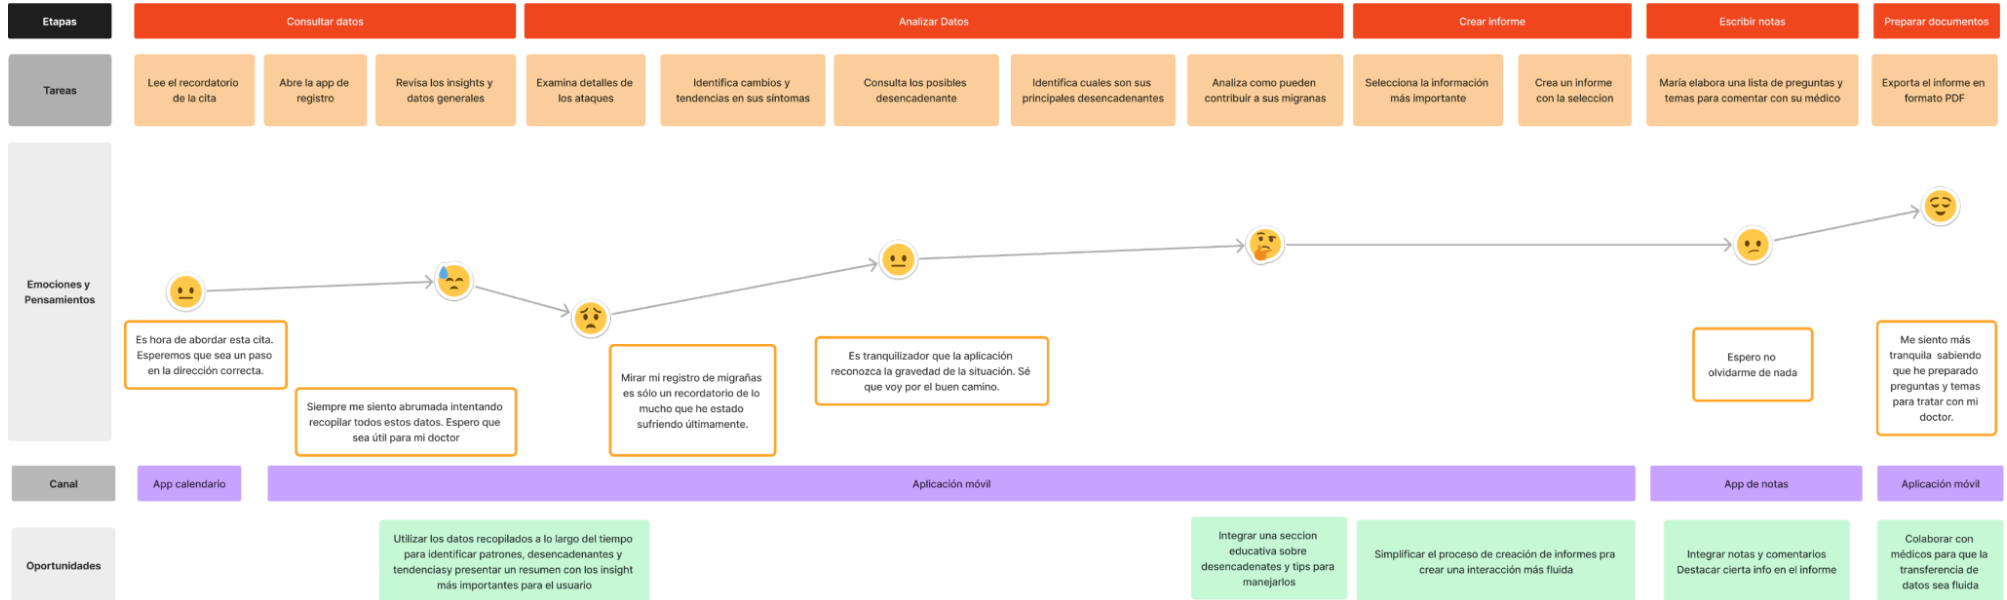 Etapas
Consultar datos
Analizar Datos
Crear informe
Escribir notas
Preparar documentos
Tareas
Lee el recordatorio
de la cita
Abre la app de
registro
Revisa los insights y
datos generales
Examina detalles de
los ataques
Identifica cambios y
tendencias en sus síntomas
Consulta los posibles
desencadenante
Identifica cuales son sus
principales desencadenantes
Analiza como pueden
contribuir a sus migranas
Selecciona la información
más importante
Crea un informe
con la seleccion
María elabora una lista de preguntas y
temas para comentar con su médico
Exporta el informe en
formato PDF
Emociones y
Pensamientos
Es hora de abordar esta cita.
Esperemos que sea un paso
en la dirección correcta.
Siempre me siento abrumada intentando
recopilar todos estos datos. Espero que
sea útil para mi doctor
Mirar mi registro de migrañas
es sólo un recordatorio de lo
mucho que he estado
sufriendo últimamente.
Es tranquilizador que la aplicación
reconozca la gravedad de la situación. Sé
que voy por el buen camino.
Espero no
olvidarme de nada
Me siento más
tranquila sabiendo
que he preparado
preguntas y temas
para tratar con mi
doctor.
Canal
App calendario
Aplicación móvil
App de notas
Aplicación móvil
Oportunidades
Utilizar los datos recopilados a lo largo del tiempo
para identificar patrones, desencadenantes y
tendenciasy presentar un resumen con los insight
más importantes para el usuario
Integrar una seccion
educativa sobre
desencadenates y tips para
manejarlos
Simplificar el proceso de creación de informes pra
crear una interacción más fluida
Integrar notas y comentarios
Destacar cierta info en el informe
Colaborar con
médicos para que la
transferencia de
datos sea fluida